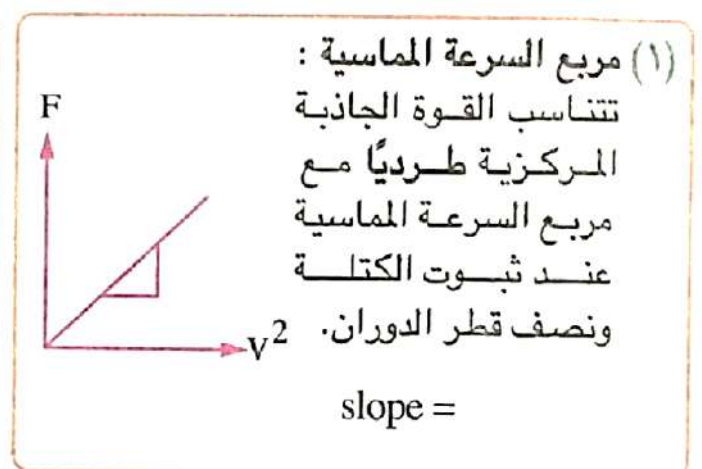 (١) مربع السرعة المماسية :
تتناسب القوة الجاذبة
المركزية طرديًا مع
مربع السرعة المماسية
عند ثبوت الكتلة
ونصف قطر الدوران.
F
V²
slope =